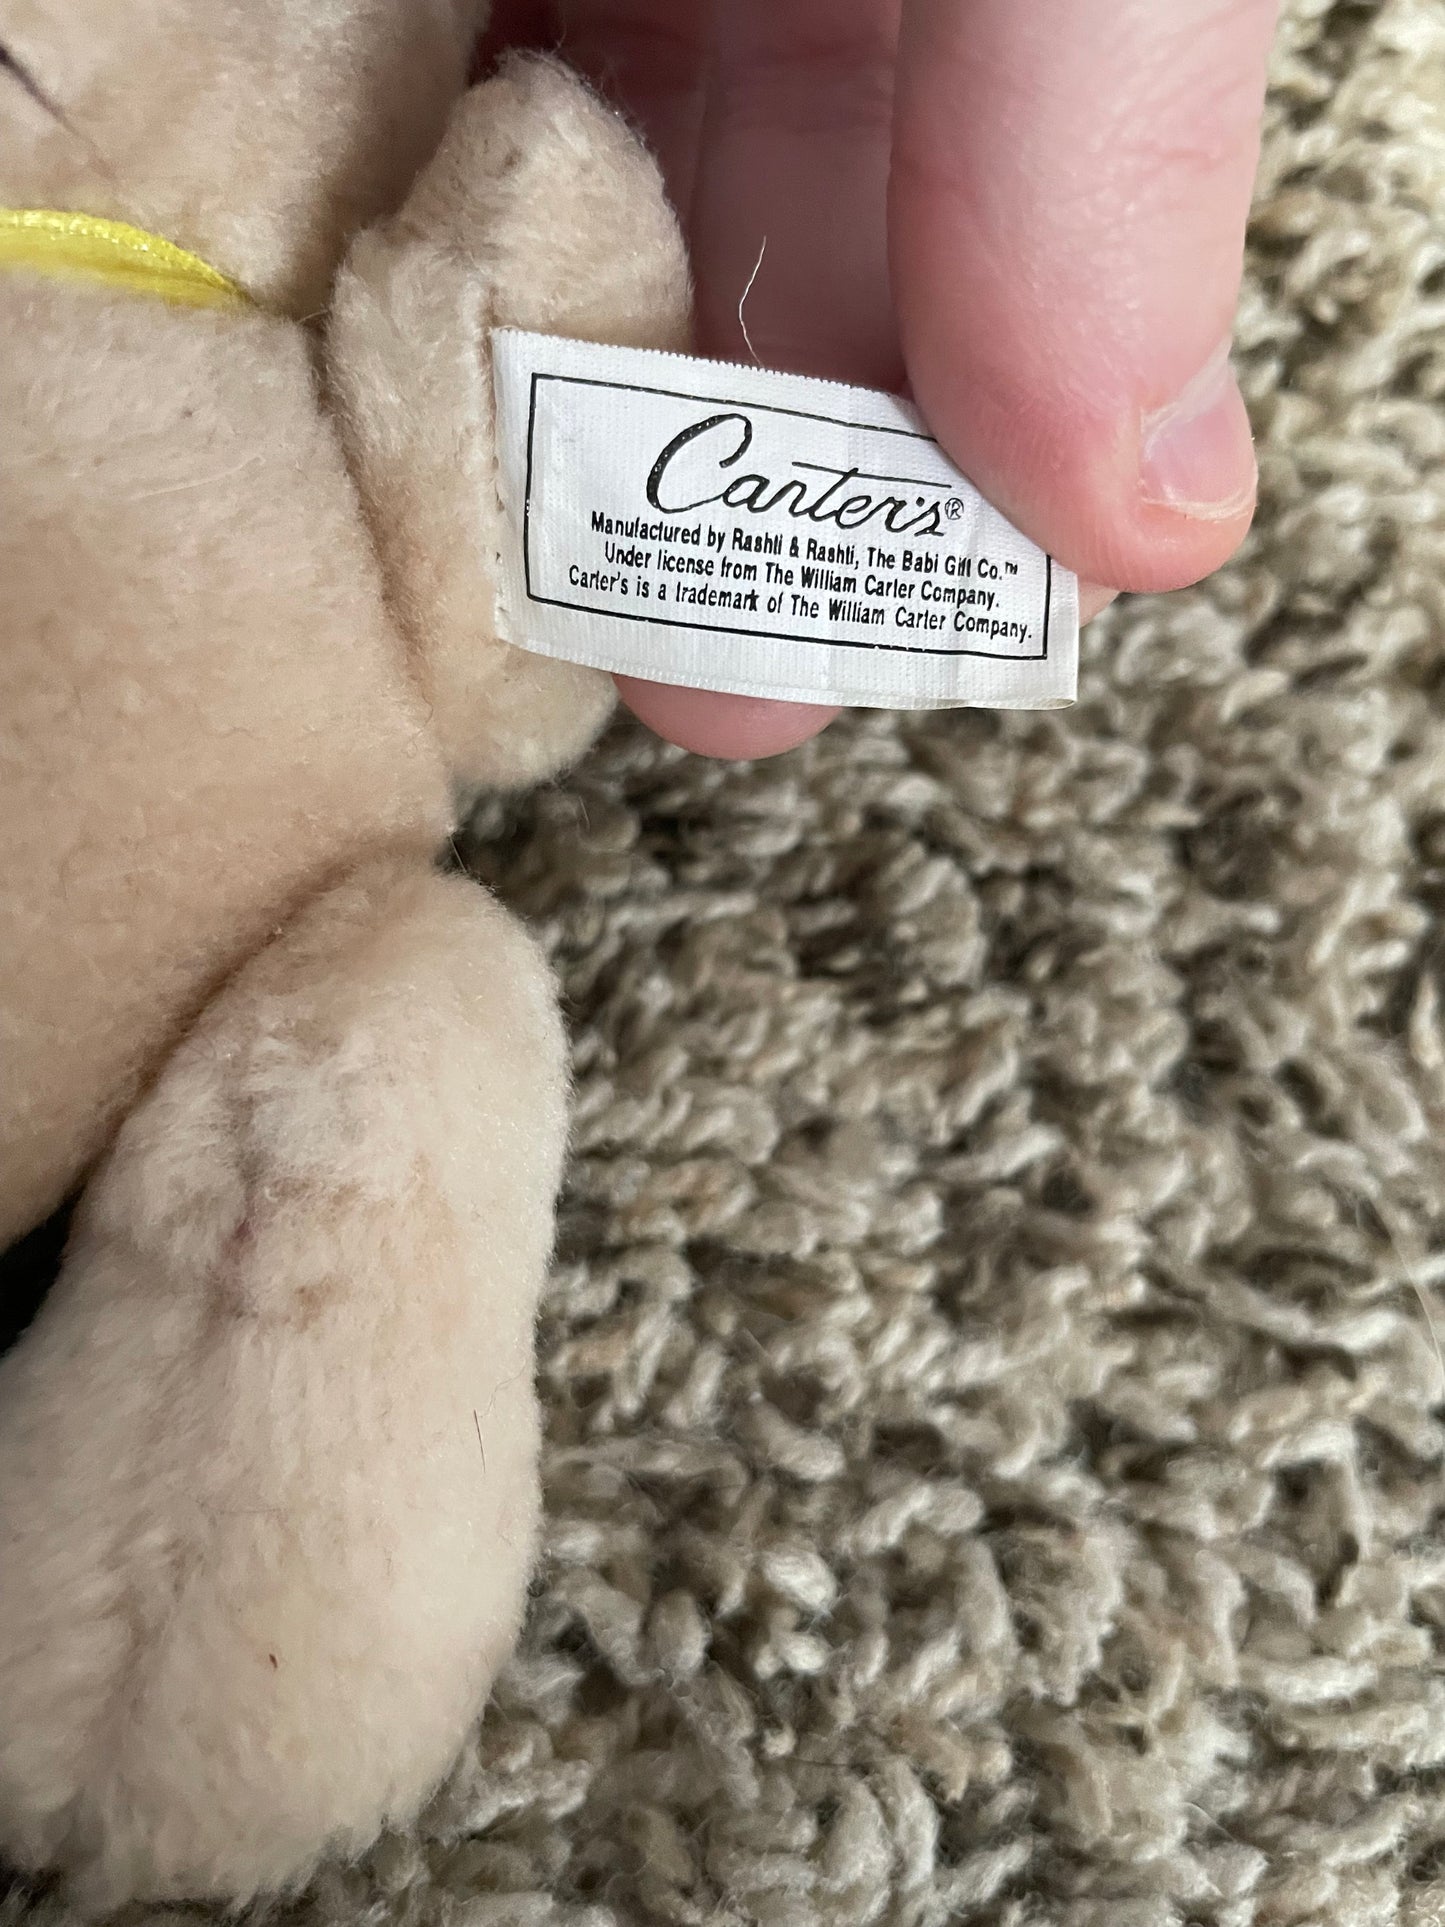 Carter's®
Manufactured by Rashti & Rashti, The Babi Gift Co.™
Under license from The William Carter Company.
Carter's is a trademark of The William Carter Company.